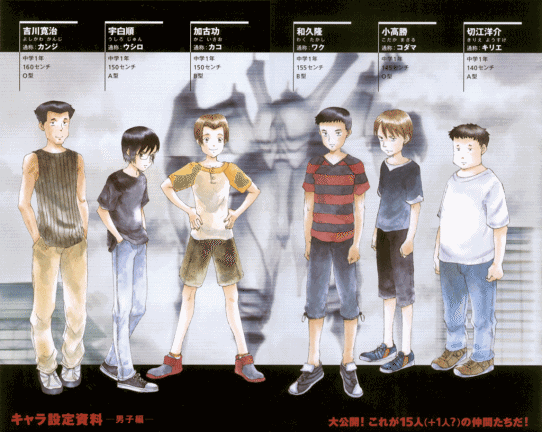 吉川寛治
よしかわ かんじ
通称:カンジ
中学1年
160センチ
O型
宇白順
うしろ じゅん
通称:ウシロ
中学1年
150センチ
A型
加古功
かこ いさお
通称:カコ
中学1年
150センチ
B型
和久隆
わく たかし
通称:ワク
中学1年
155センチ
B型
小高勝
こだか まさる
通称:コダマ
中学1年
145センチ
O型
切江洋介
きりえ ようすけ
通称:キリエ
中学1年
140センチ
A型
キャラ設定資料 ―男子編―
大公開!これが15人(+1人?)の仲間たちだ!